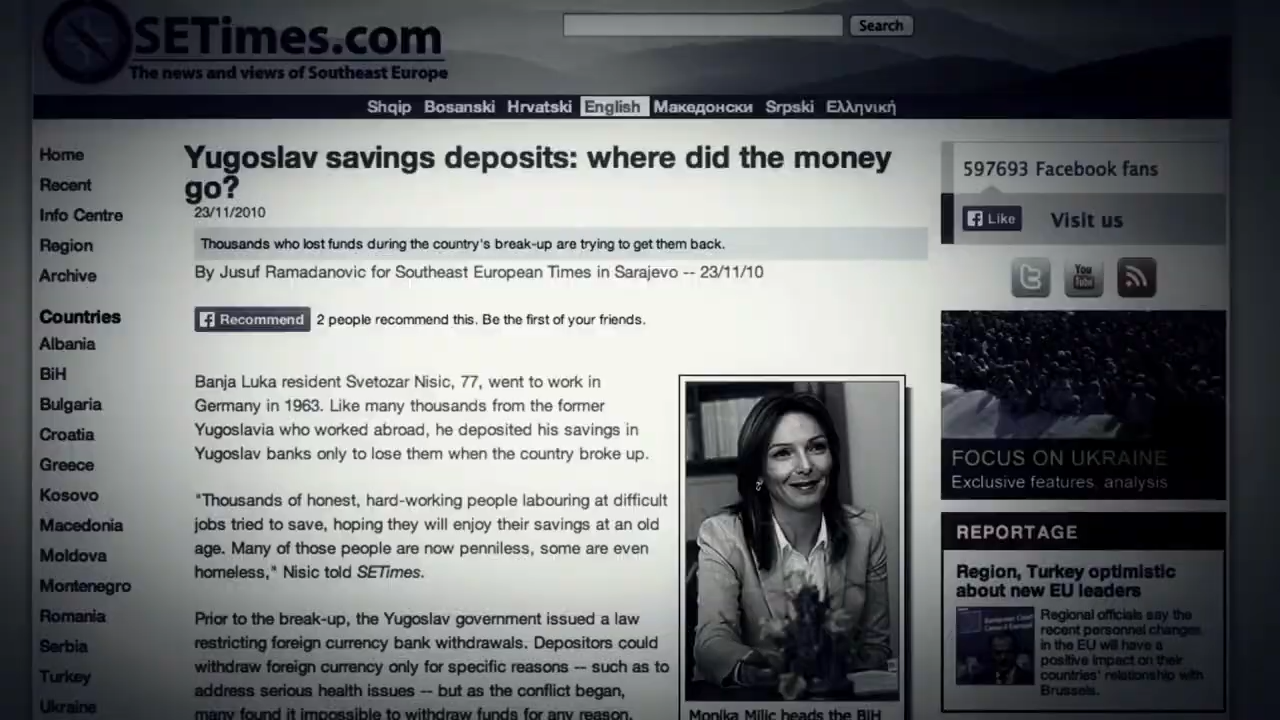 SETimes.com
The news and views of Southeast Europe
Search
Shqip Bosanski Hrvatski English Македонски Srpski Ελληνική
Home
Recent
Info Centre
Region
Archive
Countries
Albania
BiH
Bulgaria
Croatia
Greece
Kosovo
Macedonia
Moldova
Montenegro
Romania
Serbia
Turkey
Ukraine
Yugoslav savings deposits: where did the money
go?
23/11/2010
Thousands who lost funds during the country's break-up are trying to get them back.
By Jusuf Ramadanovic for Southeast European Times in Sarajevo -- 23/11/10
Recommend 2 people recommend this. Be the first of your friends.
Banja Luka resident Svetozar Nisic, 77, went to work in
Germany in 1963. Like many thousands from the former
Yugoslavia who worked abroad, he deposited his savings in
Yugoslav banks only to lose them when the country broke up.
"Thousands of honest, hard-working people labouring at difficult
jobs tried to save, hoping they will enjoy their savings at an old
age. Many of those people are now penniless, some are even
homeless," Nisic told SETimes.
Prior to the break-up, the Yugoslav government issued a law
restricting foreign currency bank withdrawals. Depositors could
withdraw foreign currency only for specific reasons -- such as to
address serious health issues -- but as the conflict began,
many found it impossible to withdraw funds for any reason.
Monika Milic heads the BiH
597693 Facebook fans
Like Visit us
You
Tube
FOCUS ON UKRAINE
Exclusive features, analysis
REPORTAGE
Region, Turkey optimistic
about new EU leaders
Regional officials say the
recent personnel changes
in the EU will have a
positive impact on their
countries' relationship with
Brussels.